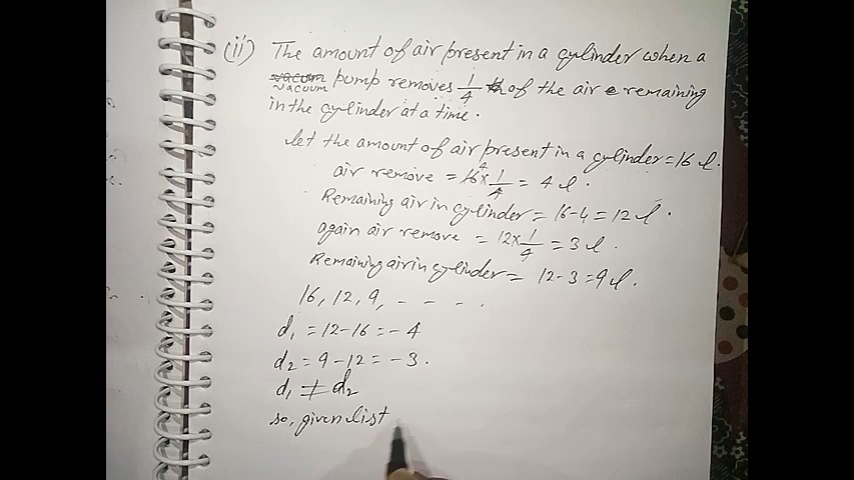 (ii) The amount of air present in a cylinder when a
vacuum pump removes 1/4 th of the air remaining
in the cylinder at a time.
let the amount of air present in a cylinder = 16 l.
air remove = 16 × 1/4 = 4 l.
Remaining air in cylinder = 16-4 = 12 l.
again air remove = 12 × 1/4 = 3 l.
Remaining air in cylinder = 12-3 = 9 l.
16, 12, 9, - - - .
d₁ = 12-16 = -4
d₂ = 9-12 = -3.
d₁ ≠ d₂
so, given list